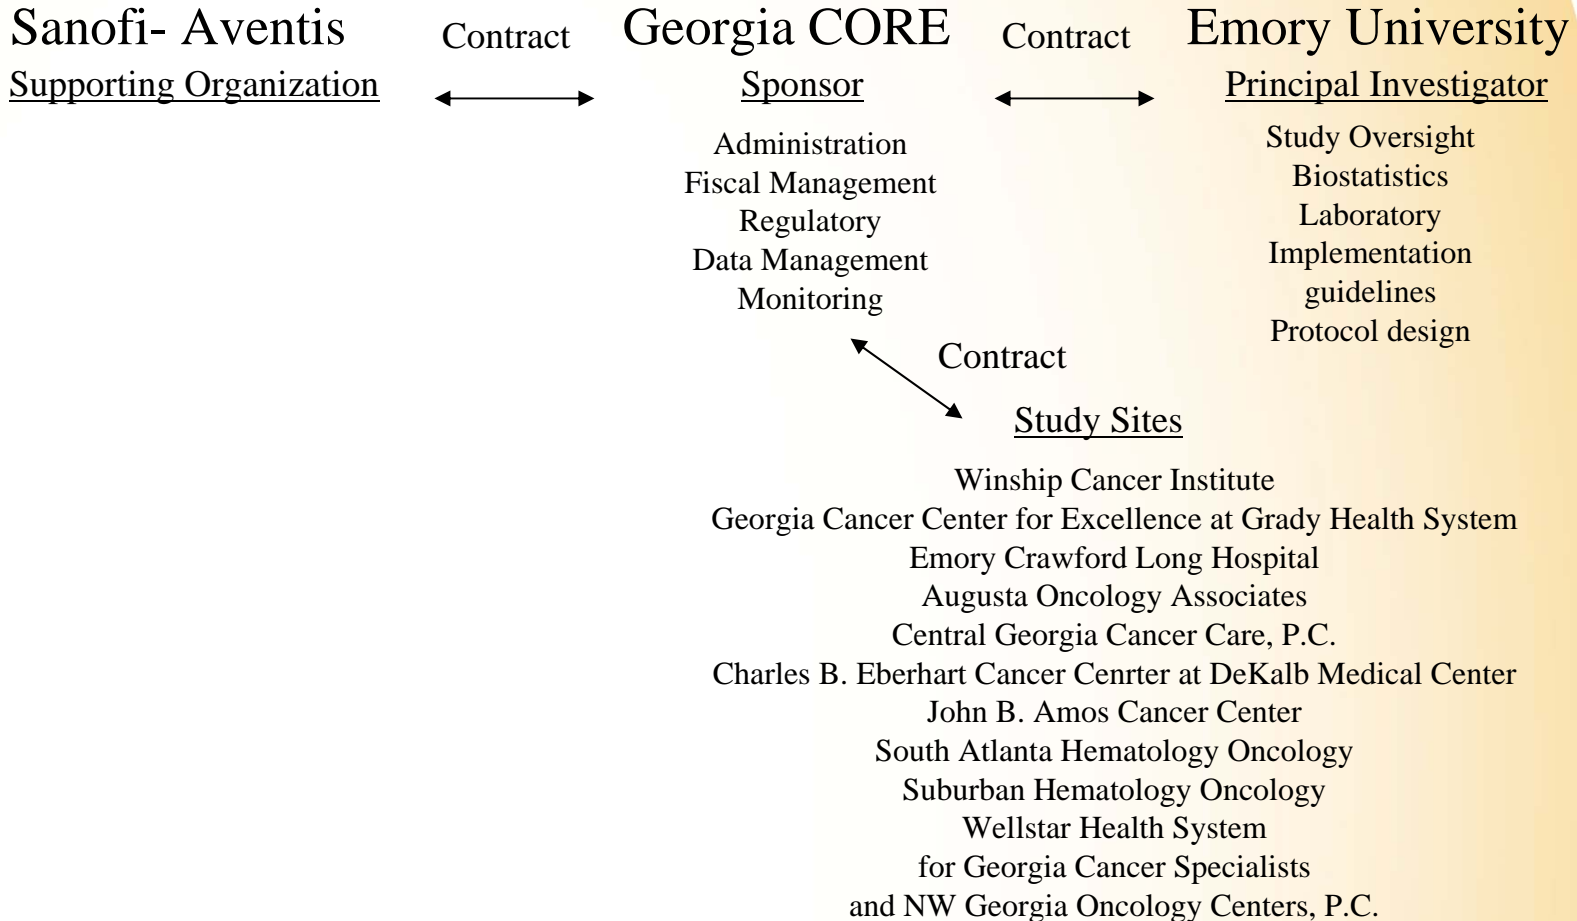 Sanofi- Aventis
Contract
Georgia CORE
Contract
Emory University
Supporting Organization
Sponsor
Principal Investigator
Administration
Fiscal Management
Regulatory
Data Management
Monitoring
Study Oversight
Biostatistics
Laboratory
Implementation
guidelines
Protocol design
Contract
Study Sites
Winship Cancer Institute
Georgia Cancer Center for Excellence at Grady Health System
Emory Crawford Long Hospital
Augusta Oncology Associates
Central Georgia Cancer Care, P.C.
Charles B. Eberhart Cancer Cenrter at DeKalb Medical Center
John B. Amos Cancer Center
South Atlanta Hematology Oncology
Suburban Hematology Oncology
Wellstar Health System
for Georgia Cancer Specialists
and NW Georgia Oncology Centers, P.C.